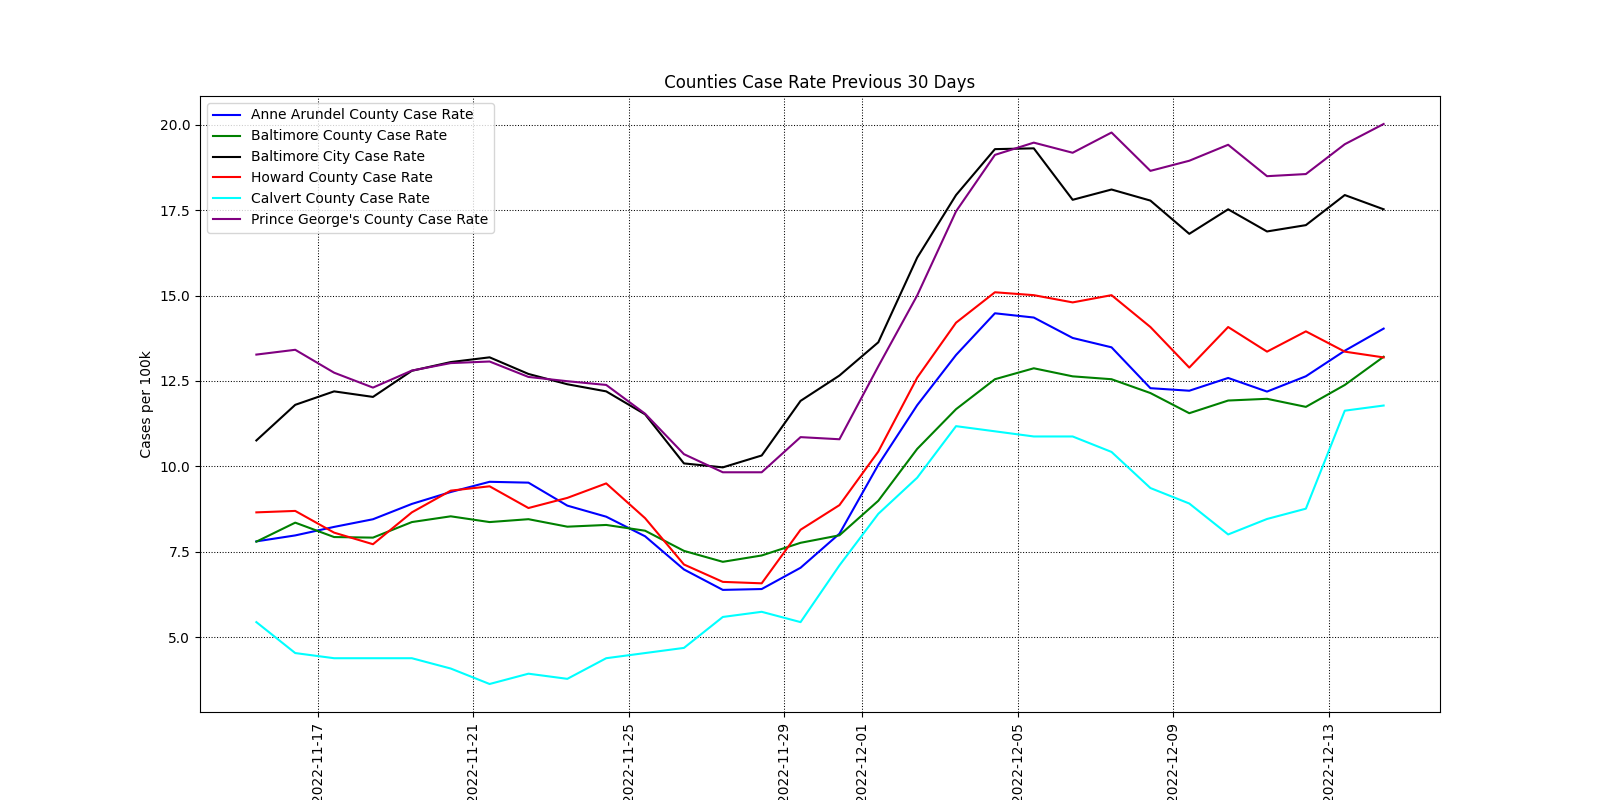 Counties Case Rate Previous 30 Days
Anne Arundel County Case Rate
Baltimore County Case Rate
Baltimore City Case Rate
Howard County Case Rate
Calvert County Case Rate
Prince George's County Case Rate
20.0
17.5
15.0
12.5
10.0
7.5
5.0
Cases per 100k
2022-11-17
2022-11-21
2022-11-25
2022-11-29
2022-12-01
2022-12-05
2022-12-09
2022-12-13